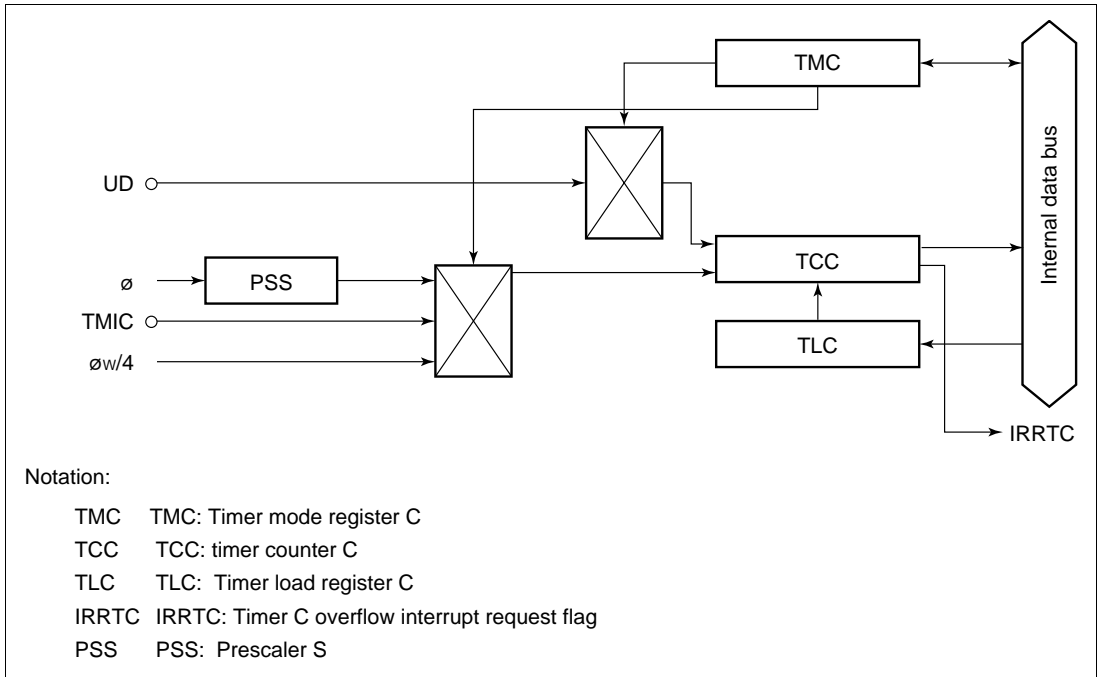 TMC
UD
TCC
ø
PSS
TMIC
TLC
øw/4
Internal data bus
IRRTC
Notation:
TMC TMC: Timer mode register C
TCC TCC: timer counter C
TLC TLC: Timer load register C
IRRTC IRRTC: Timer C overflow interrupt request flag
PSS PSS: Prescaler S